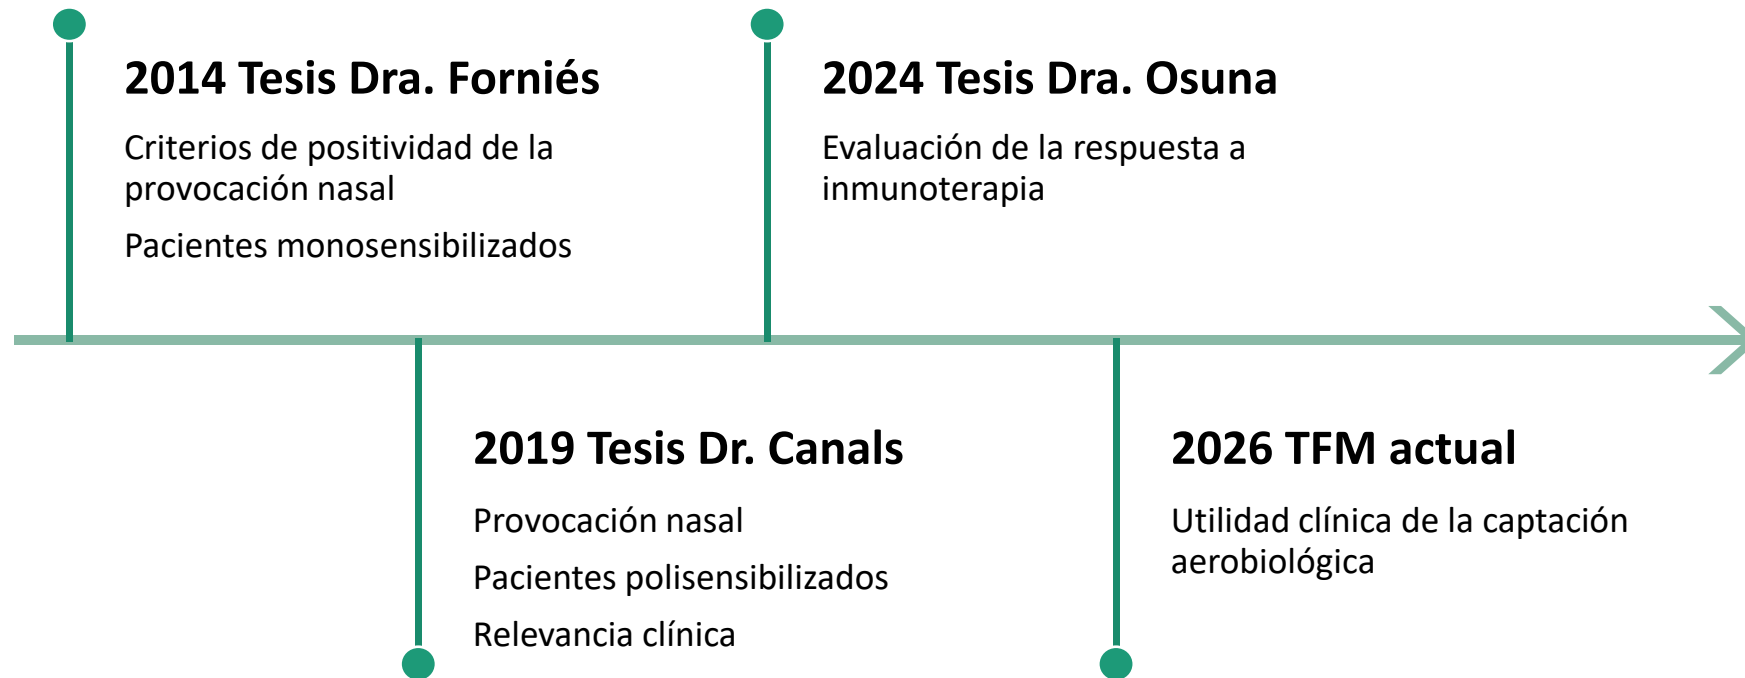 2014 Tesis Dra. Forniés
Criterios de positividad de la
provocación nasal
Pacientes monosensibilizados
2019 Tesis Dr. Canals
Provocación nasal
Pacientes polisensibilizados
Relevancia clínica
2024 Tesis Dra. Osuna
Evaluación de la respuesta a
inmunoterapia
2026 TFM actual
Utilidad clínica de la captación
aerobiológica